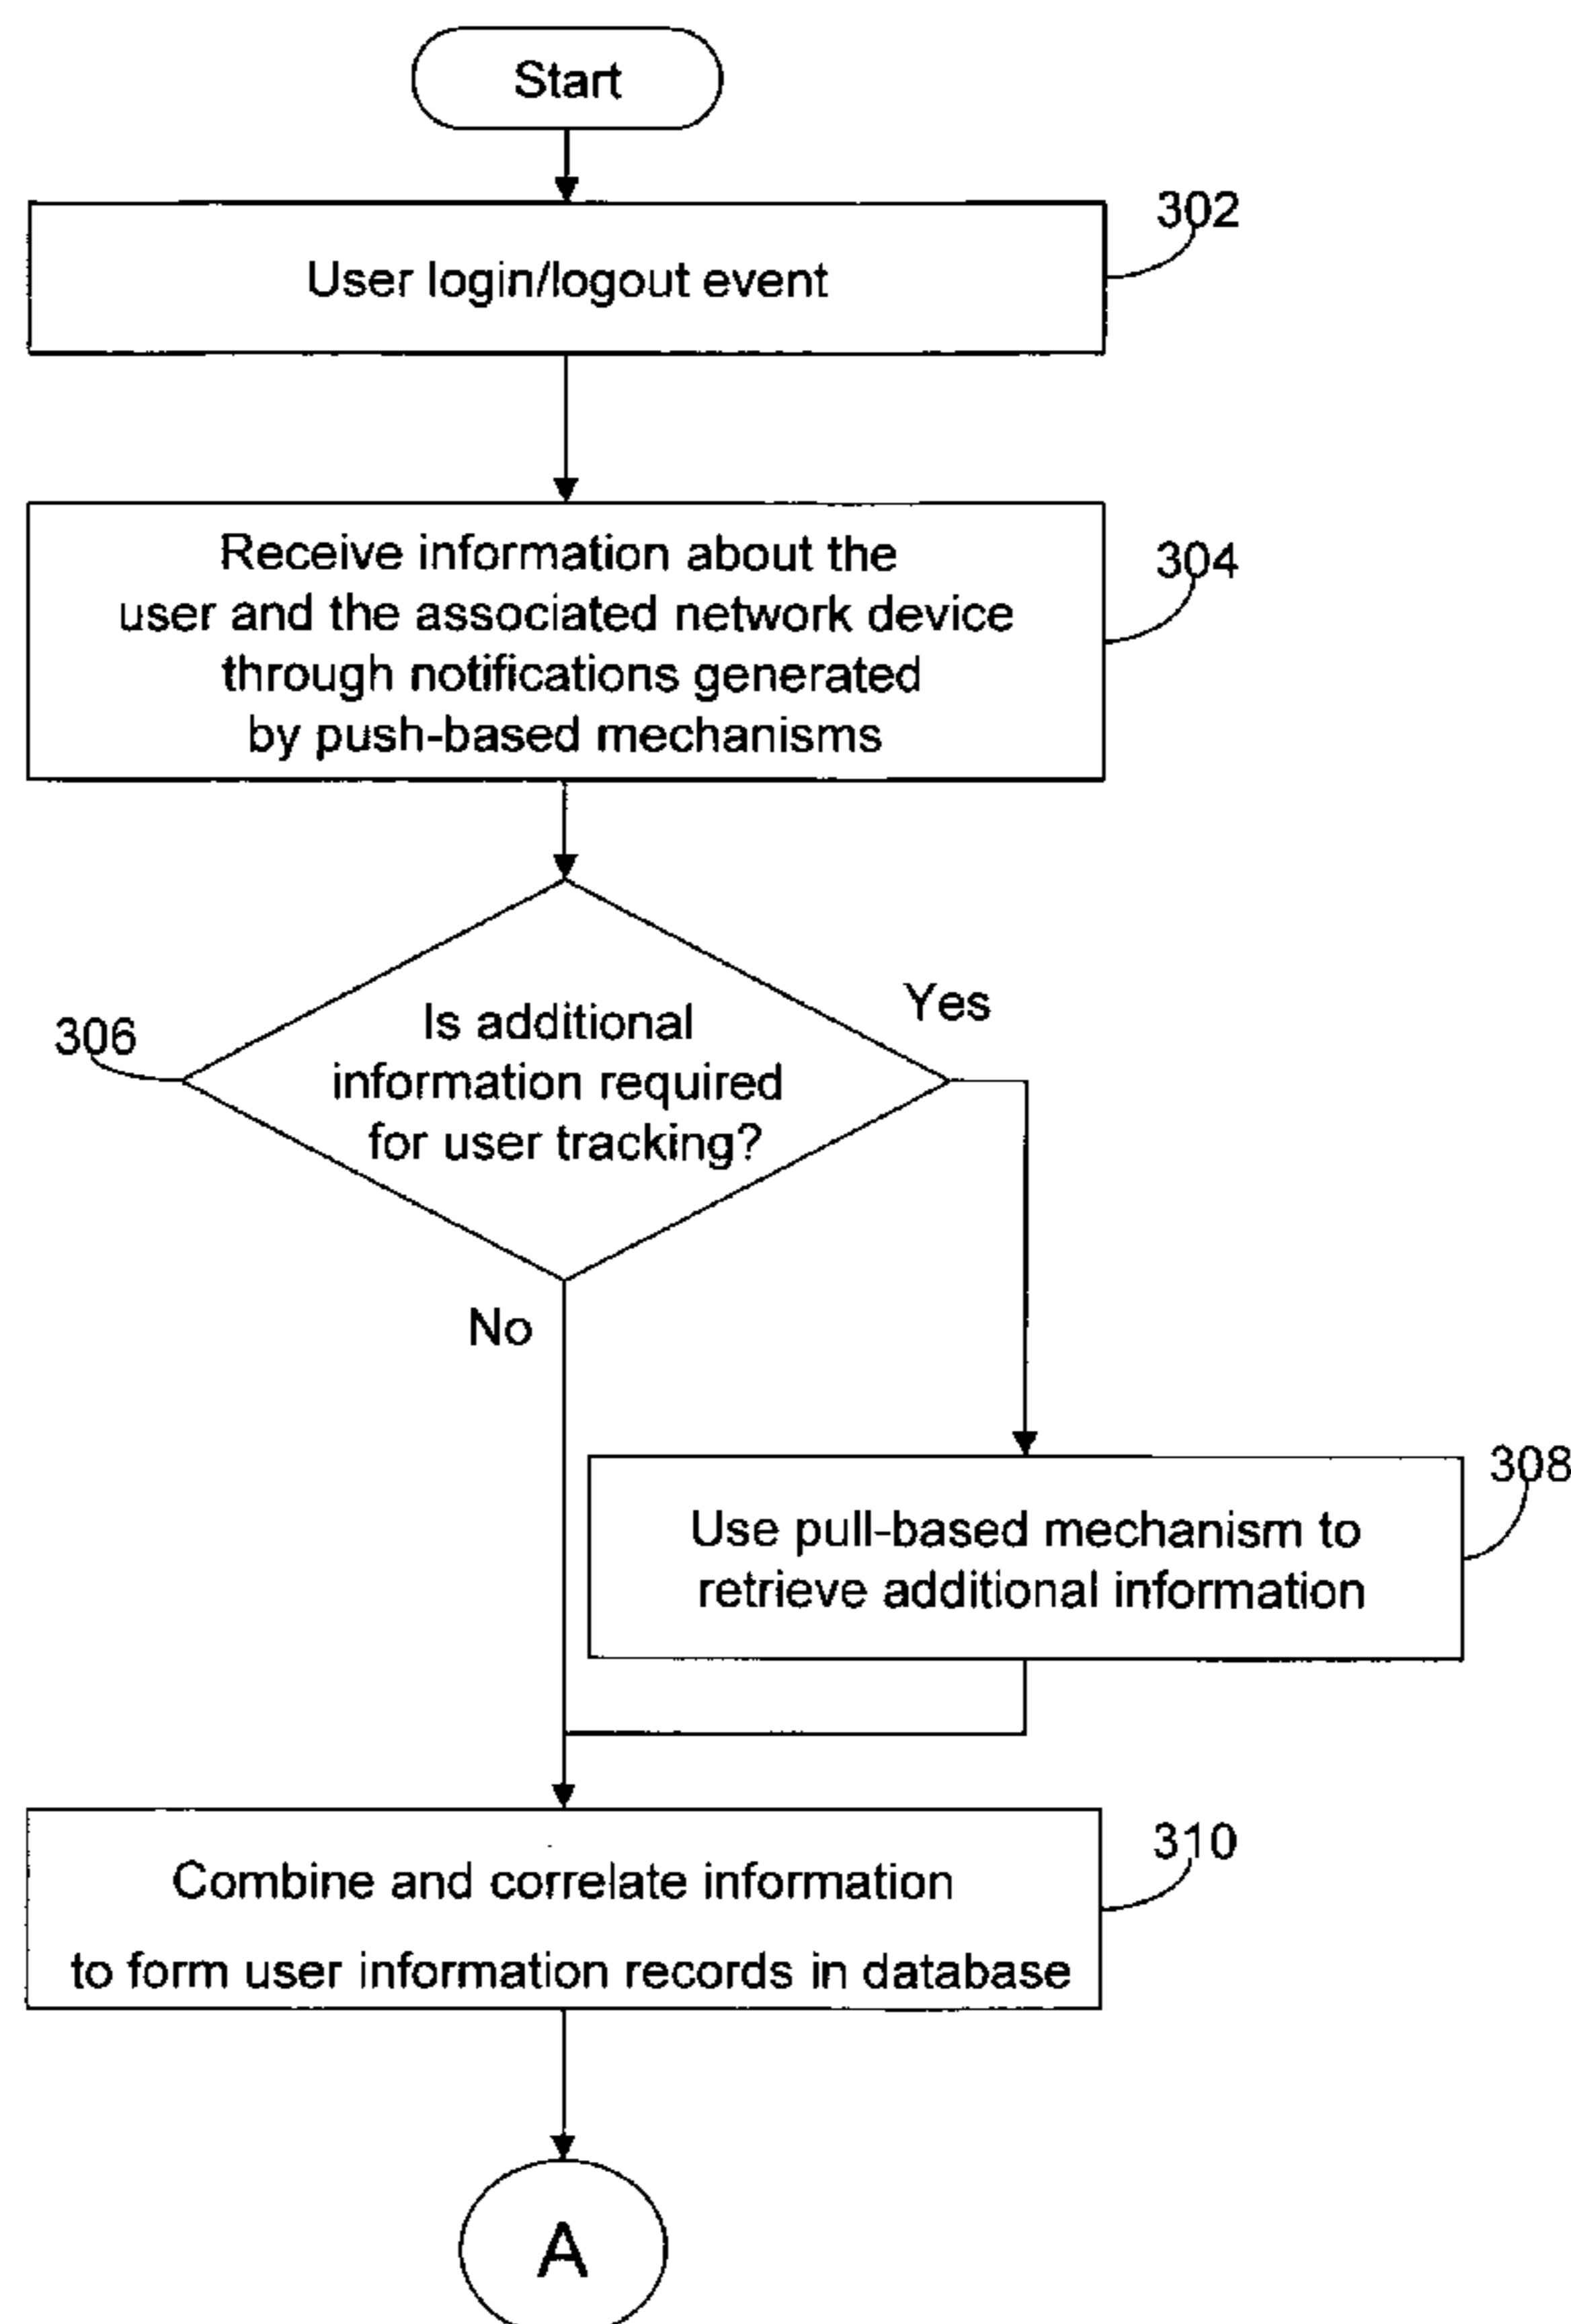 Start
302
User login/logout event
304
Receive information about the
user and the associated network device
through notifications generated
by push-based mechanisms
306
Is additional
information required
for user tracking?
Yes
No
308
Use pull-based mechanism to
retrieve additional information
310
Combine and correlate information
to form user information records in database
A